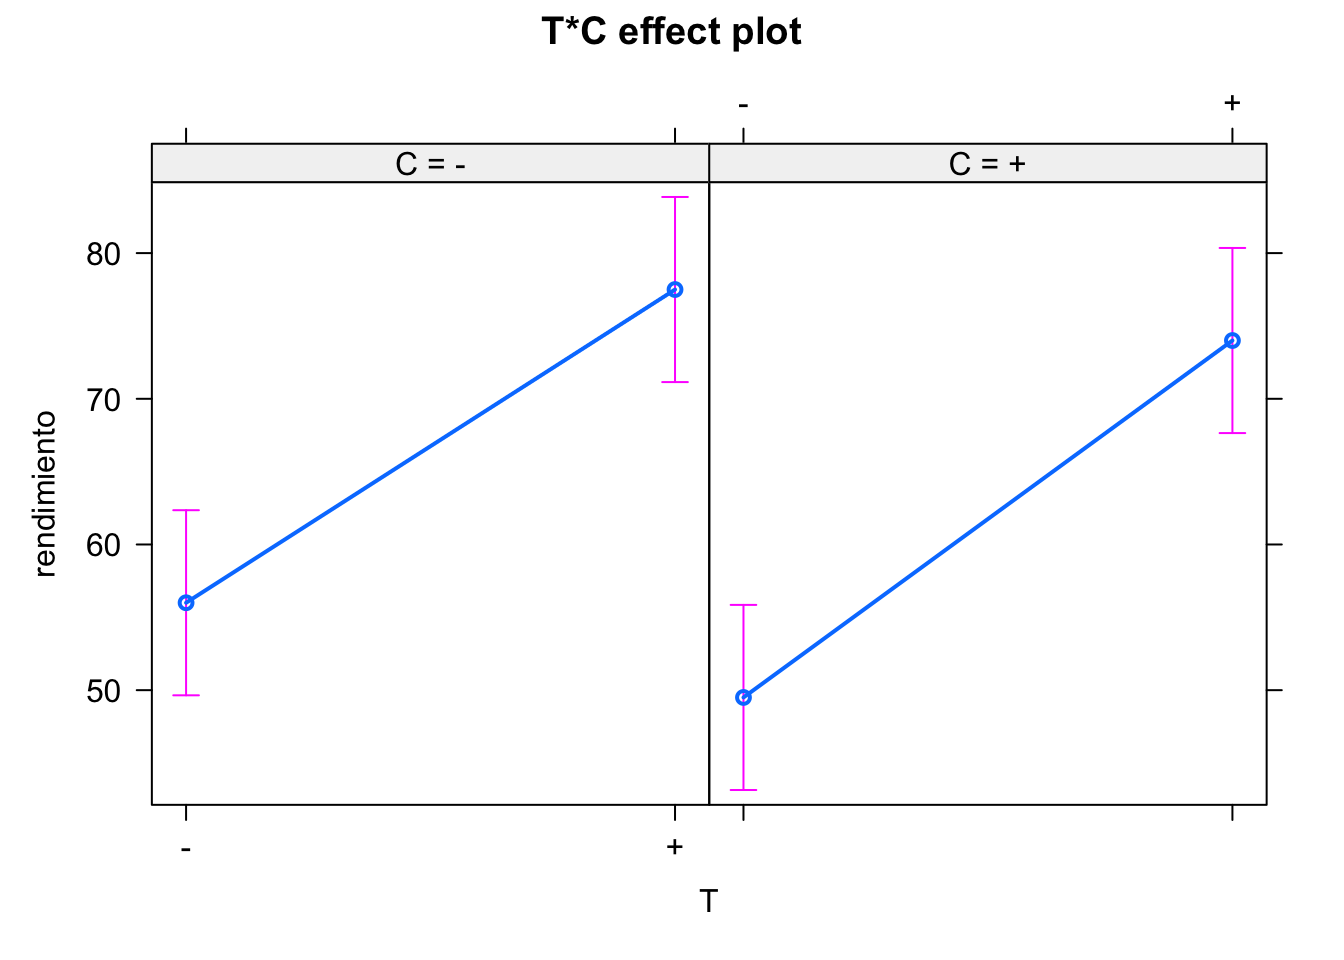 T*C effect plot
- +
C = - C = +
80
70
60
50
rendimiento
- +
T